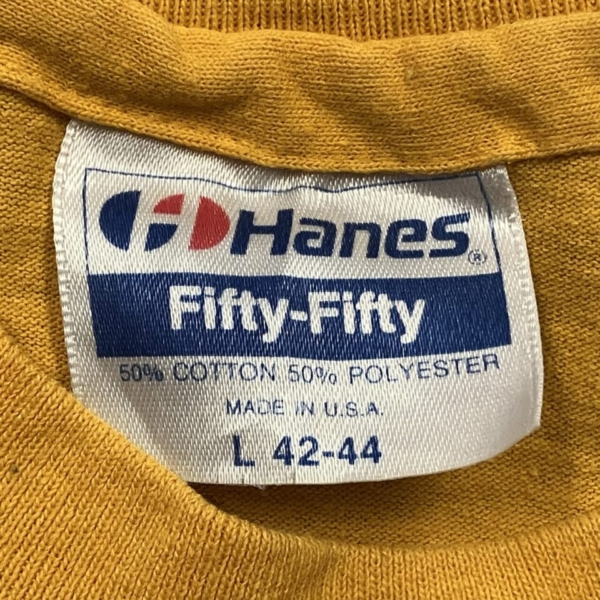 Hanes®
Fifty-Fifty
50% COTTON 50% POLYESTER
MADE IN U.S.A.
L 42-44